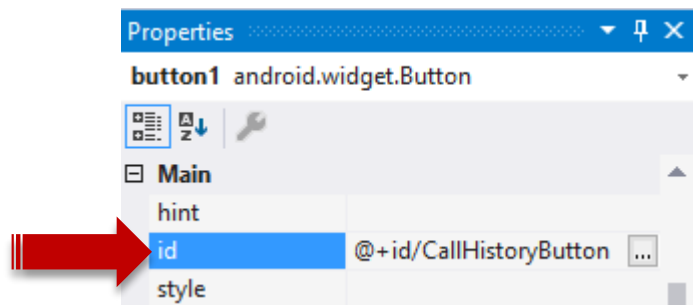 Properties
button1 android.widget.Button
Main
hint
id @+id/CallHistoryButton ...
style